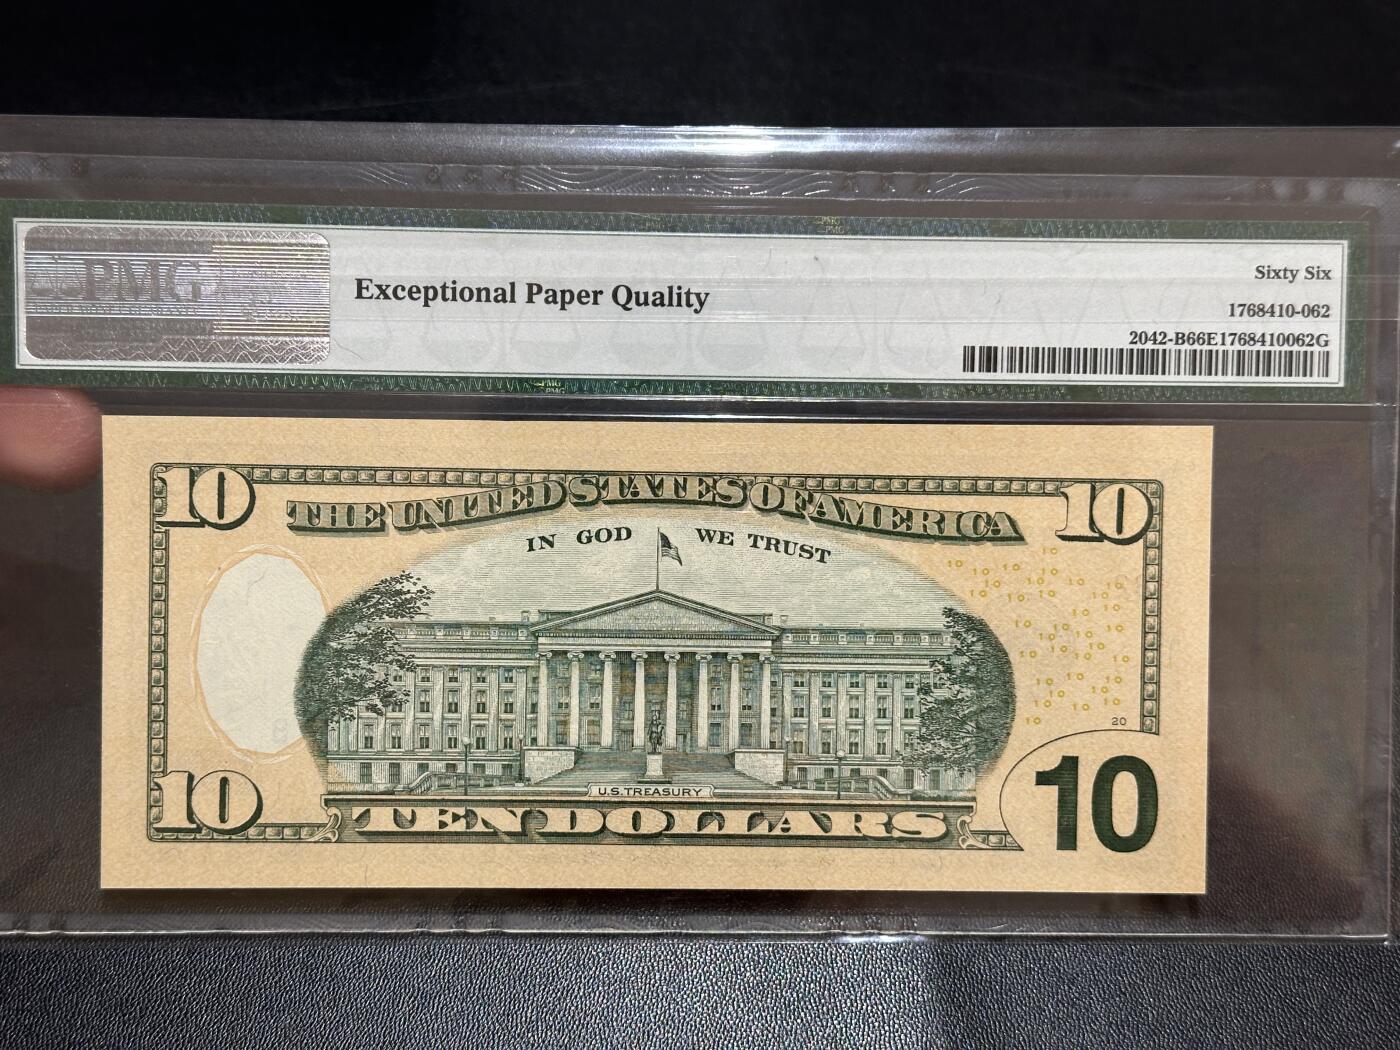 PMG
Exceptional Paper Quality
Sixty Six
1768410-062
2042-B66E1768410062G
10
THE UNITED STATES OF AMERICA
10
IN GOD WE TRUST
20
U.S. TREASURY
10
TEN DOLLARS
10